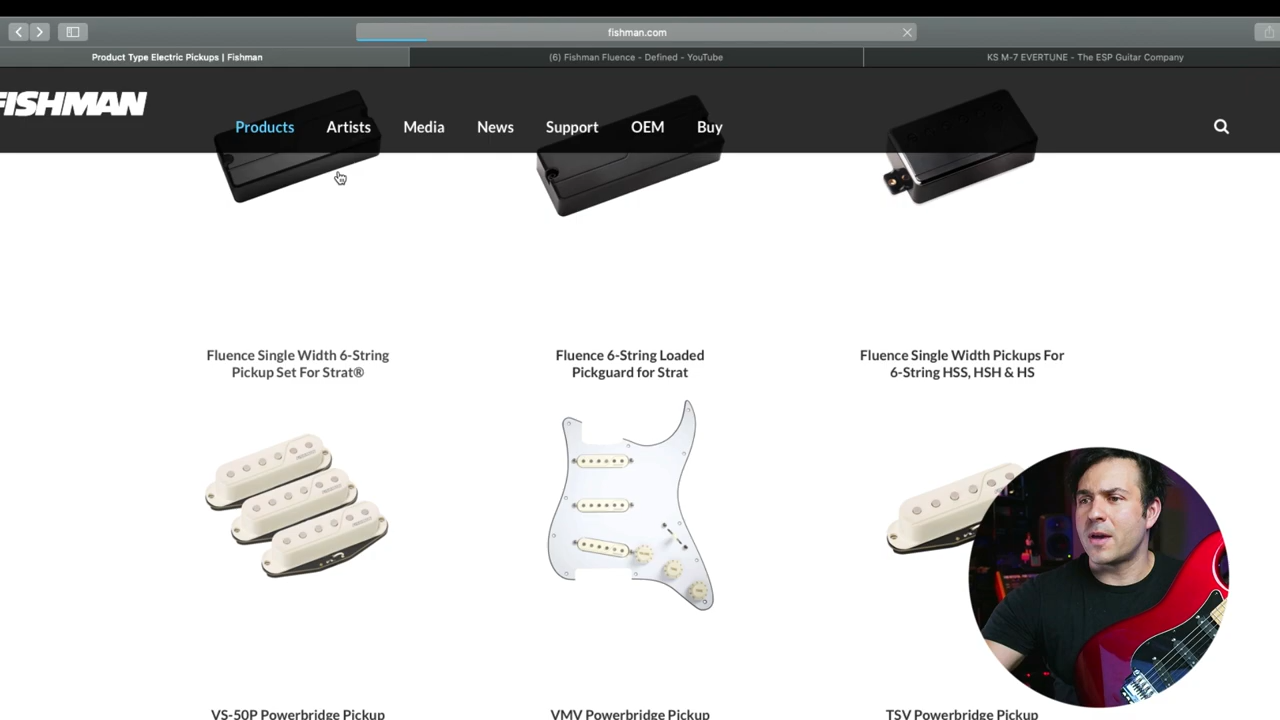 fishman.com
Product Type Electric Pickups | Fishman
(6) Fishman Fluence - Defined - YouTube
KS M-7 EVERTUNE - The ESP Guitar Company
FISHMAN
Products
Artists
Media
News
Support
OEM
Buy
Fluence Single Width 6-String
Pickup Set For Strat®
Fluence 6-String Loaded
Pickguard for Strat
Fluence Single Width Pickups For
6-String HSS, HSH & HS
VS-50P Powerbridge Pickup
VMV Powerbridge Pickup
TSV Powerbridge Pickup